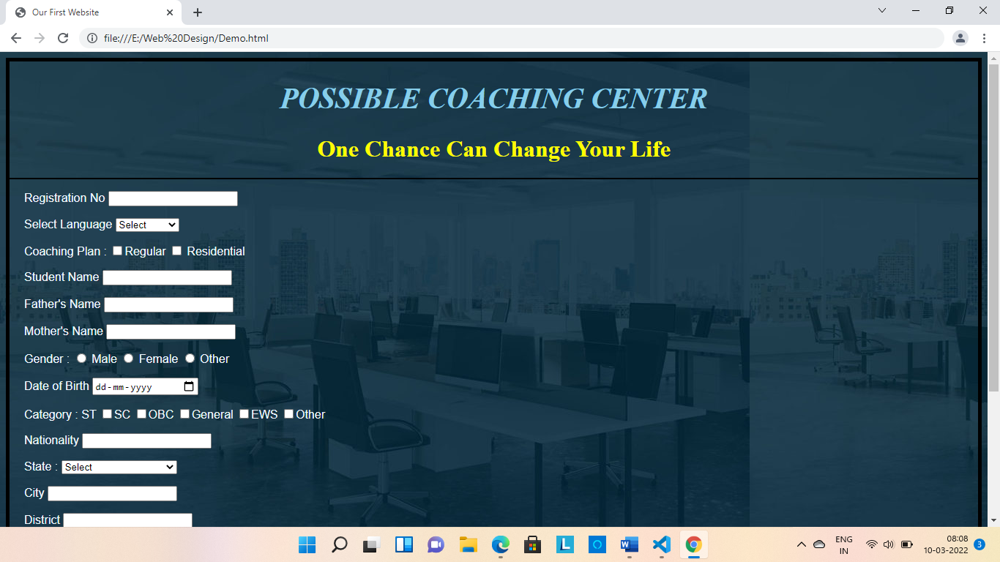 Our First Website
file:///E:/Web%20Design/Demo.html
POSSIBLE COACHING CENTER
One Chance Can Change Your Life
Registration No
Select Language Select
Coaching Plan : Regular Residential
Student Name
Father's Name
Mother's Name
Gender : Male Female Other
Date of Birth dd-mm-yyyy
Category : ST SC OBC General EWS Other
Nationality
State : Select
City
District
L
W
ENG
IN
08:08
10-03-2022
3